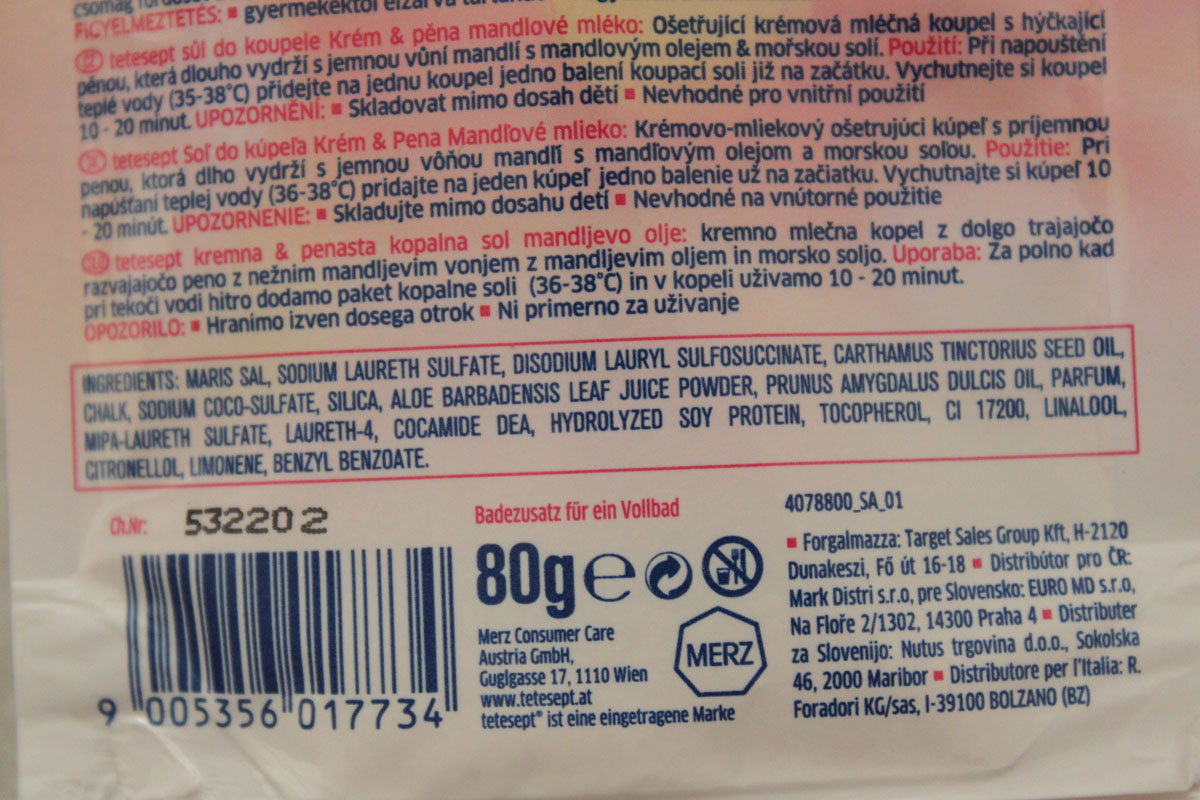 FIGYELMEZTETÉS: ▪ gyermekektől elzárva
CZ tetesept sůl do koupele Krém & pěna mandlové mléko: Ošetřující krémová mléčná koupel s hýčkající
pěnou, která dlouho vydrží s jemnou vůní mandlí s mandlovým olejem & mořskou solí. Použití: Při napouštění
teplé vody (35-38°C) přidejte na jednu koupel jedno balení koupací soli již na začátku. Vychutnejte si koupel
10 - 20 minut. UPOZORNĚNÍ: ▪ Skladovat mimo dosah dětí ▪ Nevhodné pro vnitřní použití
SK tetesept Soľ do kúpeľa Krém & Pena Mandľové mlieko: Krémovo-mliekový ošetrujúci kúpeľ s príjemnou
penou, ktorá dlho vydrží s jemnou vôňou mandlí s mandľovým olejom a morskou soľou. Použitie: Pri
napúšťaní teplej vody (36-38°C) pridajte na jeden kúpeľ jedno balenie už na začiatku. Vychutnajte si kúpeľ 10
- 20 minút. UPOZORNENIE: ▪ Skladujte mimo dosahu detí ▪ Nevhodné na vnútorné použitie
SLO tetesept kremna & penasta kopalna sol mandljevo olje: kremno mlečna kopel z dolgo trajajočo
razvajajočo peno z nežnim mandljevim vonjem z mandljevim oljem in morsko soljo. Uporaba: Za polno kad
pri tekoči vodi hitro dodamo paket kopalne soli (36-38°C) in v kopeli uživamo 10 - 20 minut.
OPOZORILO: ▪ Hranimo izven dosega otrok ▪ Ni primerno za uživanje
INGREDIENTS: MARIS SAL, SODIUM LAURETH SULFATE, DISODIUM LAURYL SULFOSUCCINATE, CARTHAMUS TINCTORIUS SEED OIL,
CHALK, SODIUM COCO-SULFATE, SILICA, ALOE BARBADENSIS LEAF JUICE POWDER, PRUNUS AMYGDALUS DULCIS OIL, PARFUM,
MIPA-LAURETH SULFATE, LAURETH-4, COCAMIDE DEA, HYDROLYZED SOY PROTEIN, TOCOPHEROL, CI 17200, LINALOOL,
CITRONELLOL, LIMONENE, BENZYL BENZOATE.
Ch.Nr: 53220 2
9 005356 017734
Badezusatz für ein Vollbad
80g e
Merz Consumer Care
Austria GmbH,
Guglgasse 17, 1110 Wien
www.tetesept.at
tetesept® ist eine eingetragene Marke
MERZ
4078800_SA_01
▪ Forgalmazza: Target Sales Group Kft, H-2120
Dunakeszi, Fő út 16-18 ▪ Distribútor pro ČR:
Mark Distri s.r.o, pre Slovensko: EURO MD s.r.o,
Na Floře 2/1302, 14300 Praha 4 ▪ Distributer
za Slovenijo: Nutus trgovina d.o.o., Sokolska
46, 2000 Maribor ▪ Distributore per l'Italia: R.
Foradori KG/sas, I-39100 BOLZANO (BZ)